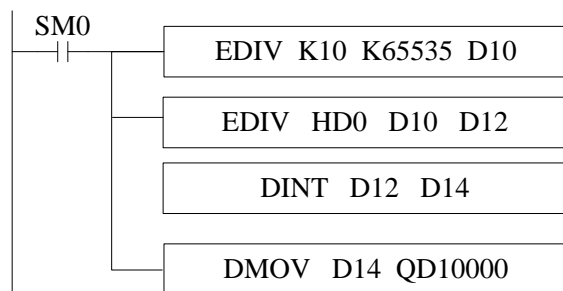 SM0
EDIV K10 K65535 D10
EDIV HD0 D10 D12
DINT D12 D14
DMOV D14 QD10000